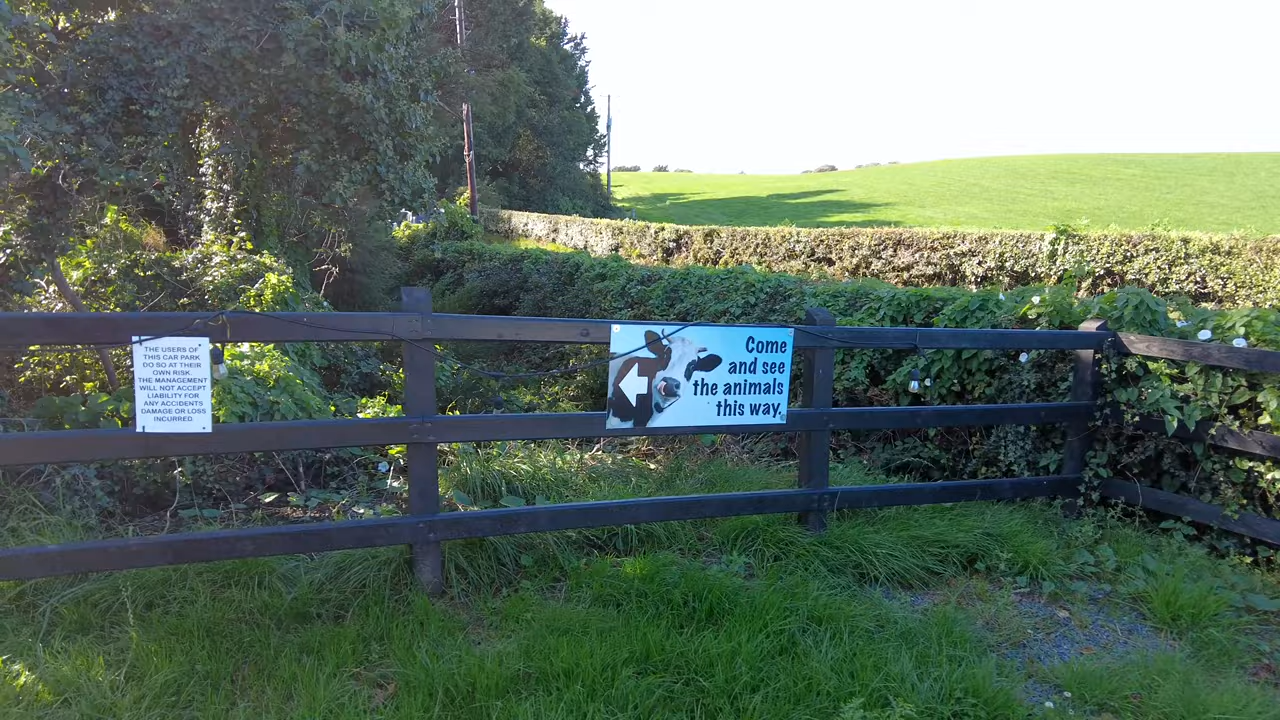 THE USERS OF
THIS CAR PARK
DO SO AT THEIR
OWN RISK.
THE MANAGEMENT
WILL NOT ACCEPT
LIABILITY FOR
ANY ACCIDENTS
DAMAGE OR LOSS
INCURRED.
Come
and see
the animals
this way.